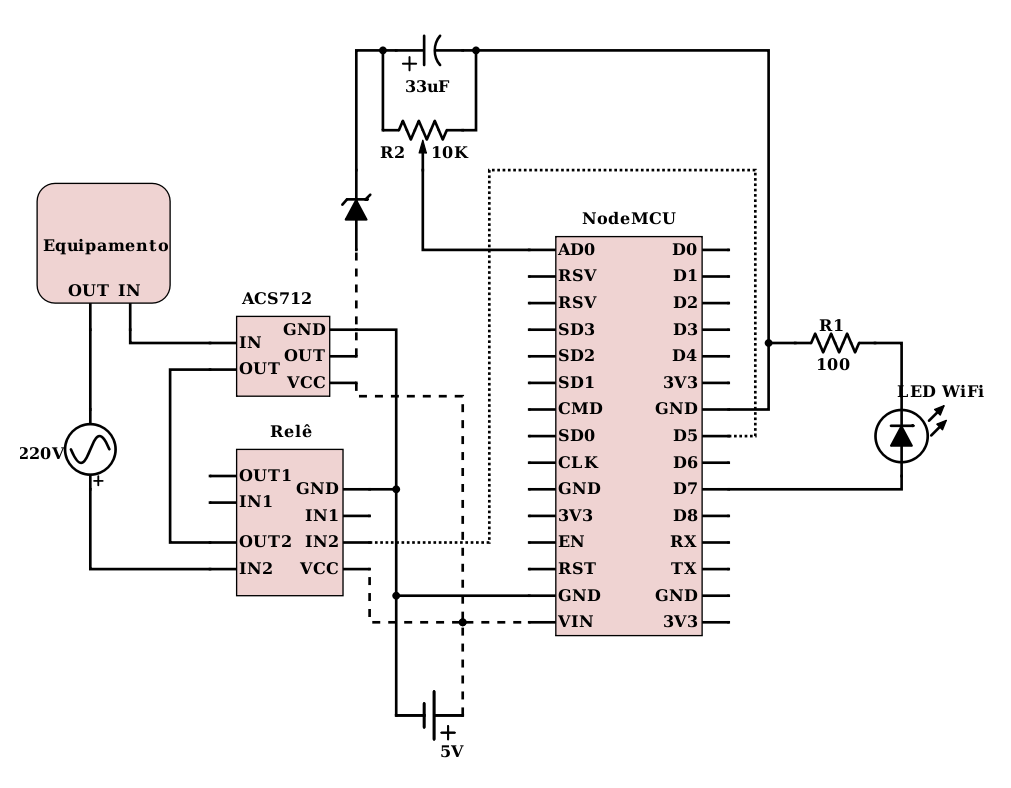 +
33uF
R2 10K
NodeMCU
Equipamento
OUT IN
ACS712
GND
IN
OUT
OUT
VCC
Relê
OUT1
GND
IN1
IN1
OUT2 IN2
IN2 VCC
220V
+
AD0 D0
RSV D1
RSV D2
SD3 D3
SD2 D4
SD1 3V3
CMD GND
SD0 D5
CLK D6
GND D7
3V3 D8
EN RX
RST TX
GND GND
VIN 3V3
R1
100
LED WiFi
+
5V